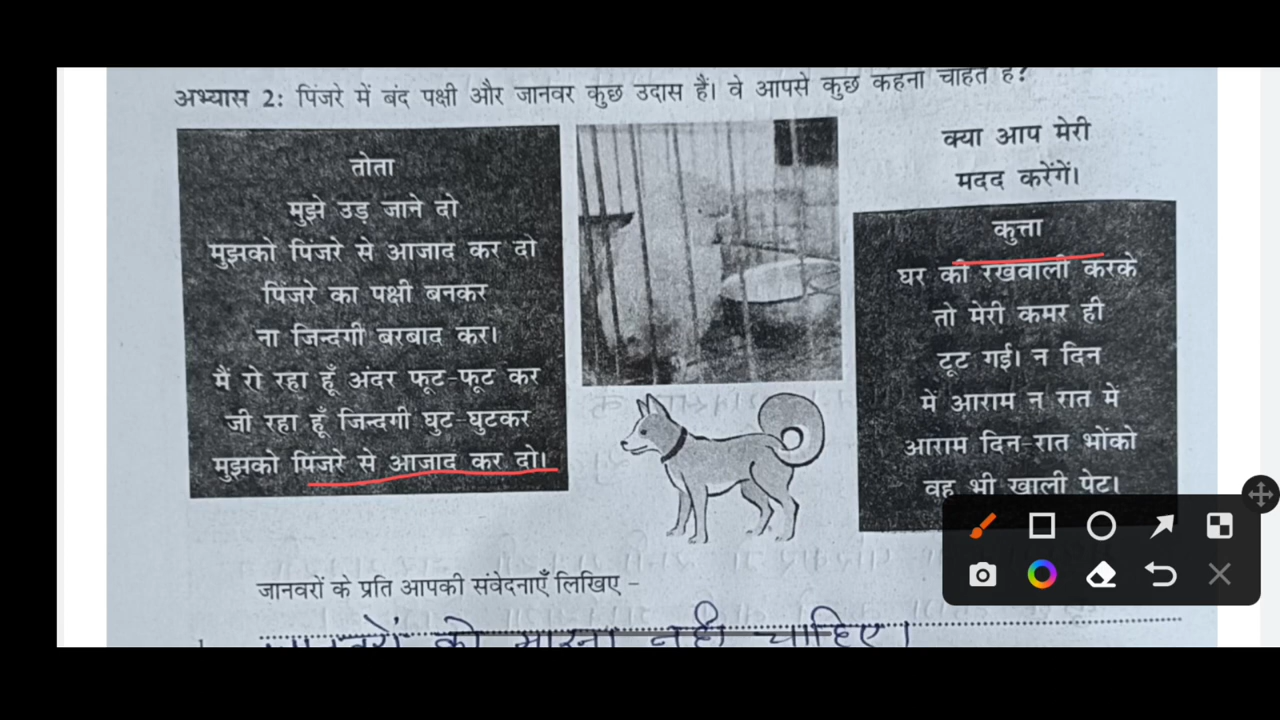 अभ्यास 2: पिंजरे में बंद पक्षी और जानवर कुछ उदास हैं। वे आपसे कुछ कहना चाहते हैं?
तोता
मुझे उड़ जाने दो
मुझको पिंजरे से आजाद कर दो
पिंजरे का पक्षी बनकर
ना जिन्दगी बरबाद कर।
मैं रो रहा हूँ अंदर फूट-फूट कर
जी रहा हूँ जिन्दगी घुट-घुटकर
मुझको पिंजरे से आजाद कर दो।
क्या आप मेरी
मदद करेंगें।
कुत्ता
घर की रखवाली करके
तो मेरी कमर ही
टूट गई। न दिन
में आराम न रात में
आराम दिन-रात भोंको
वह भी खाली पेट।
जानवरों के प्रति आपकी संवेदनाएँ लिखिए –
जानवरों को मारना नहीं चाहिए।